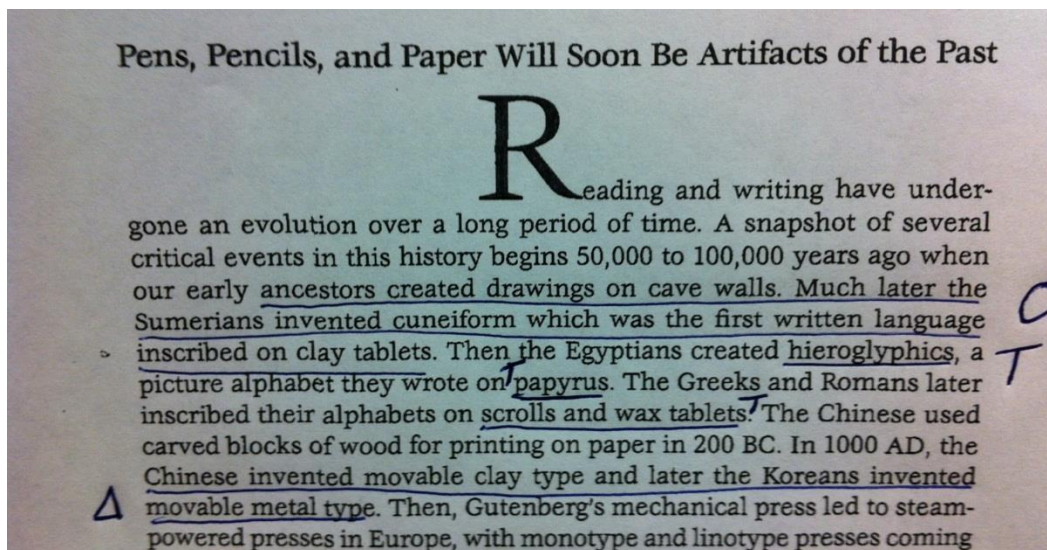 Pens, Pencils, and Paper Will Soon Be Artifacts of the Past
Reading and writing have under-
gone an evolution over a long period of time. A snapshot of several
critical events in this history begins 50,000 to 100,000 years ago when
our early ancestors created drawings on cave walls. Much later the
Sumerians invented cuneiform which was the first written language
inscribed on clay tablets. Then the Egyptians created hieroglyphics, a
picture alphabet they wrote on papyrus. The Greeks and Romans later
inscribed their alphabets on scrolls and wax tablets. The Chinese used
carved blocks of wood for printing on paper in 200 BC. In 1000 AD, the
Chinese invented movable clay type and later the Koreans invented
movable metal type. Then, Gutenberg's mechanical press led to steam-
powered presses in Europe, with monotype and linotype presses coming